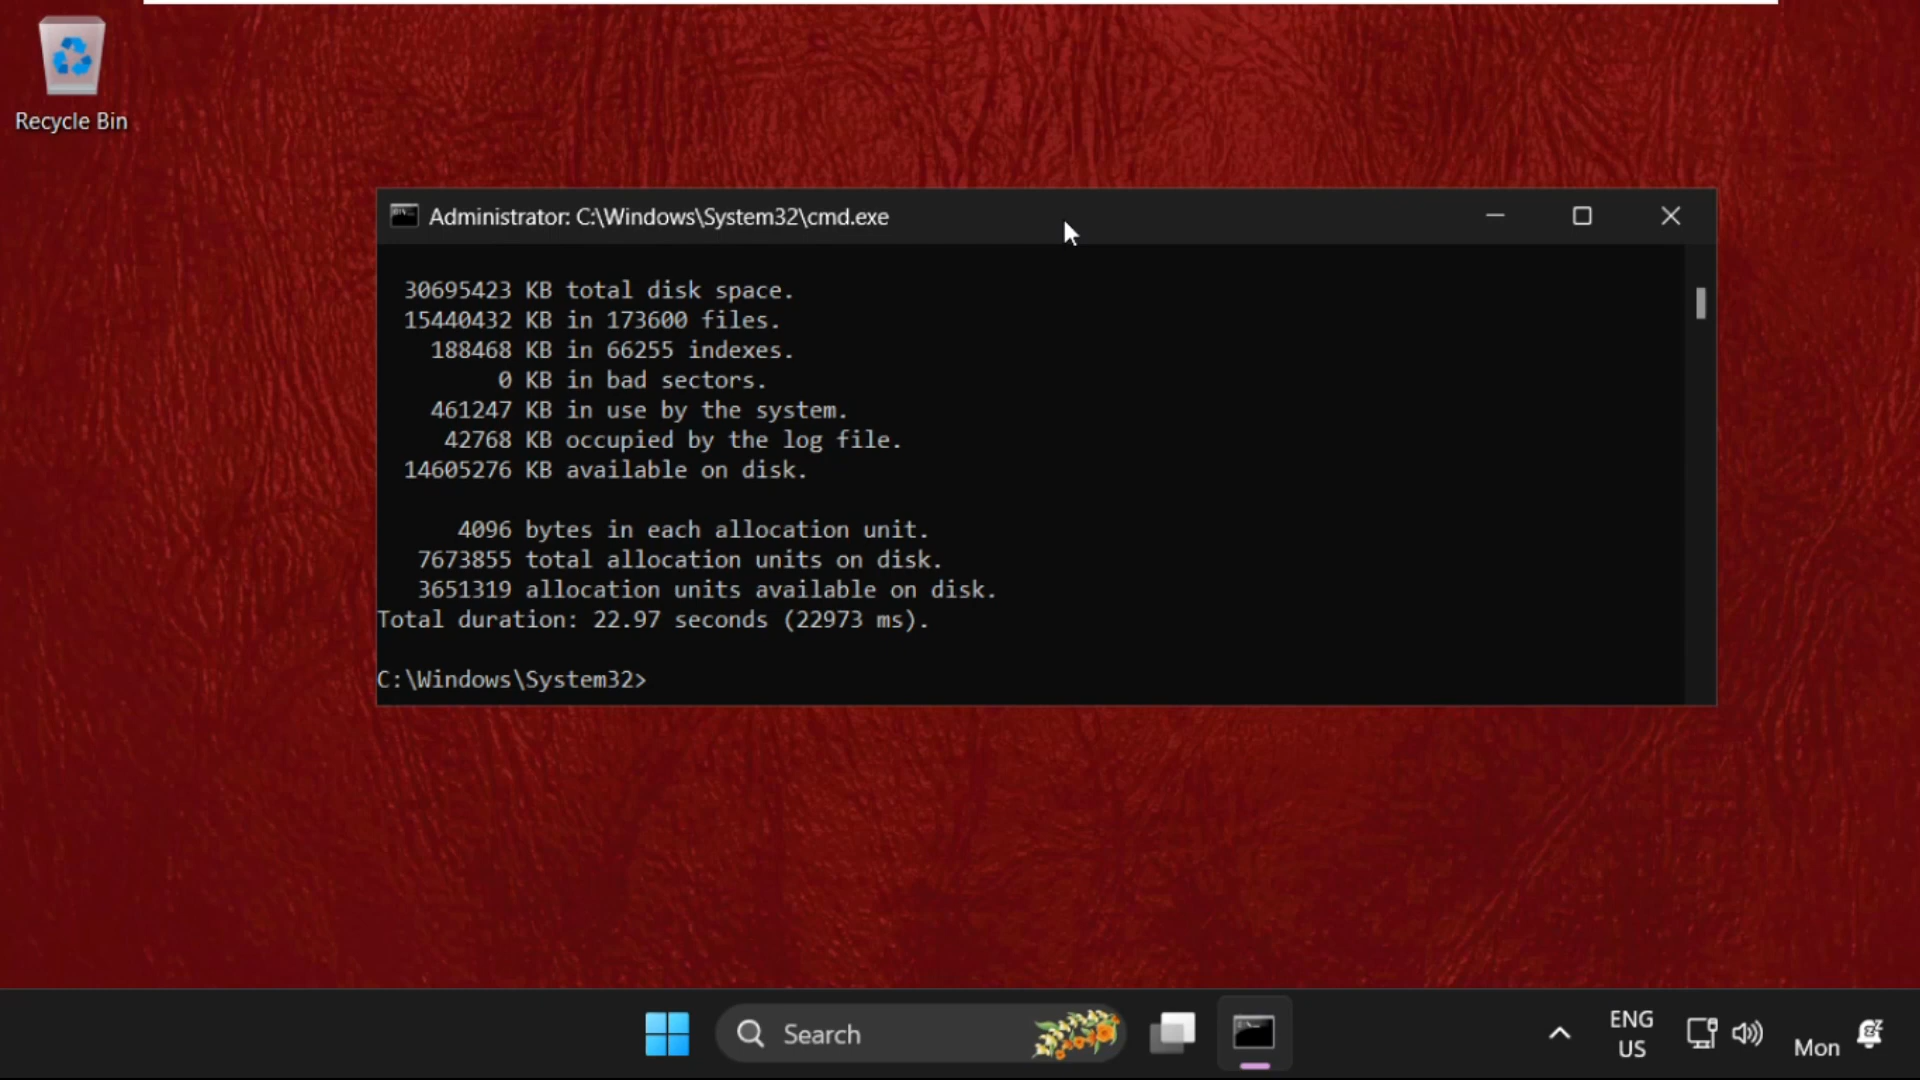 Recycle Bin
Administrator: C:\Windows\System32\cmd.exe
30695423 KB total disk space.
15440432 KB in 173600 files.
188468 KB in 66255 indexes.
0 KB in bad sectors.
461247 KB in use by the system.
42768 KB occupied by the log file.
14605276 KB available on disk.
4096 bytes in each allocation unit.
7673855 total allocation units on disk.
3651319 allocation units available on disk.
Total duration: 22.97 seconds (22973 ms).
C:\Windows\System32>
Search
ENG
US
Mon